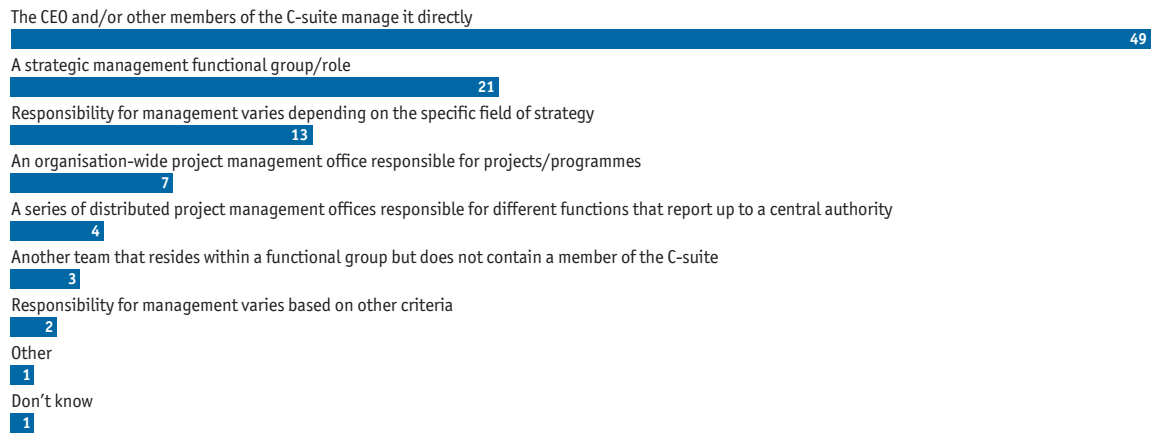 The CEO and/or other members of the C-suite manage it directly
49
A strategic management functional group/role
21
Responsibility for management varies depending on the specific field of strategy
13
An organisation-wide project management office responsible for projects/programmes
7
A series of distributed project management offices responsible for different functions that report up to a central authority
4
Another team that resides within a functional group but does not contain a member of the C-suite
3
Responsibility for management varies based on other criteria
2
Other
1
Don’t know
1